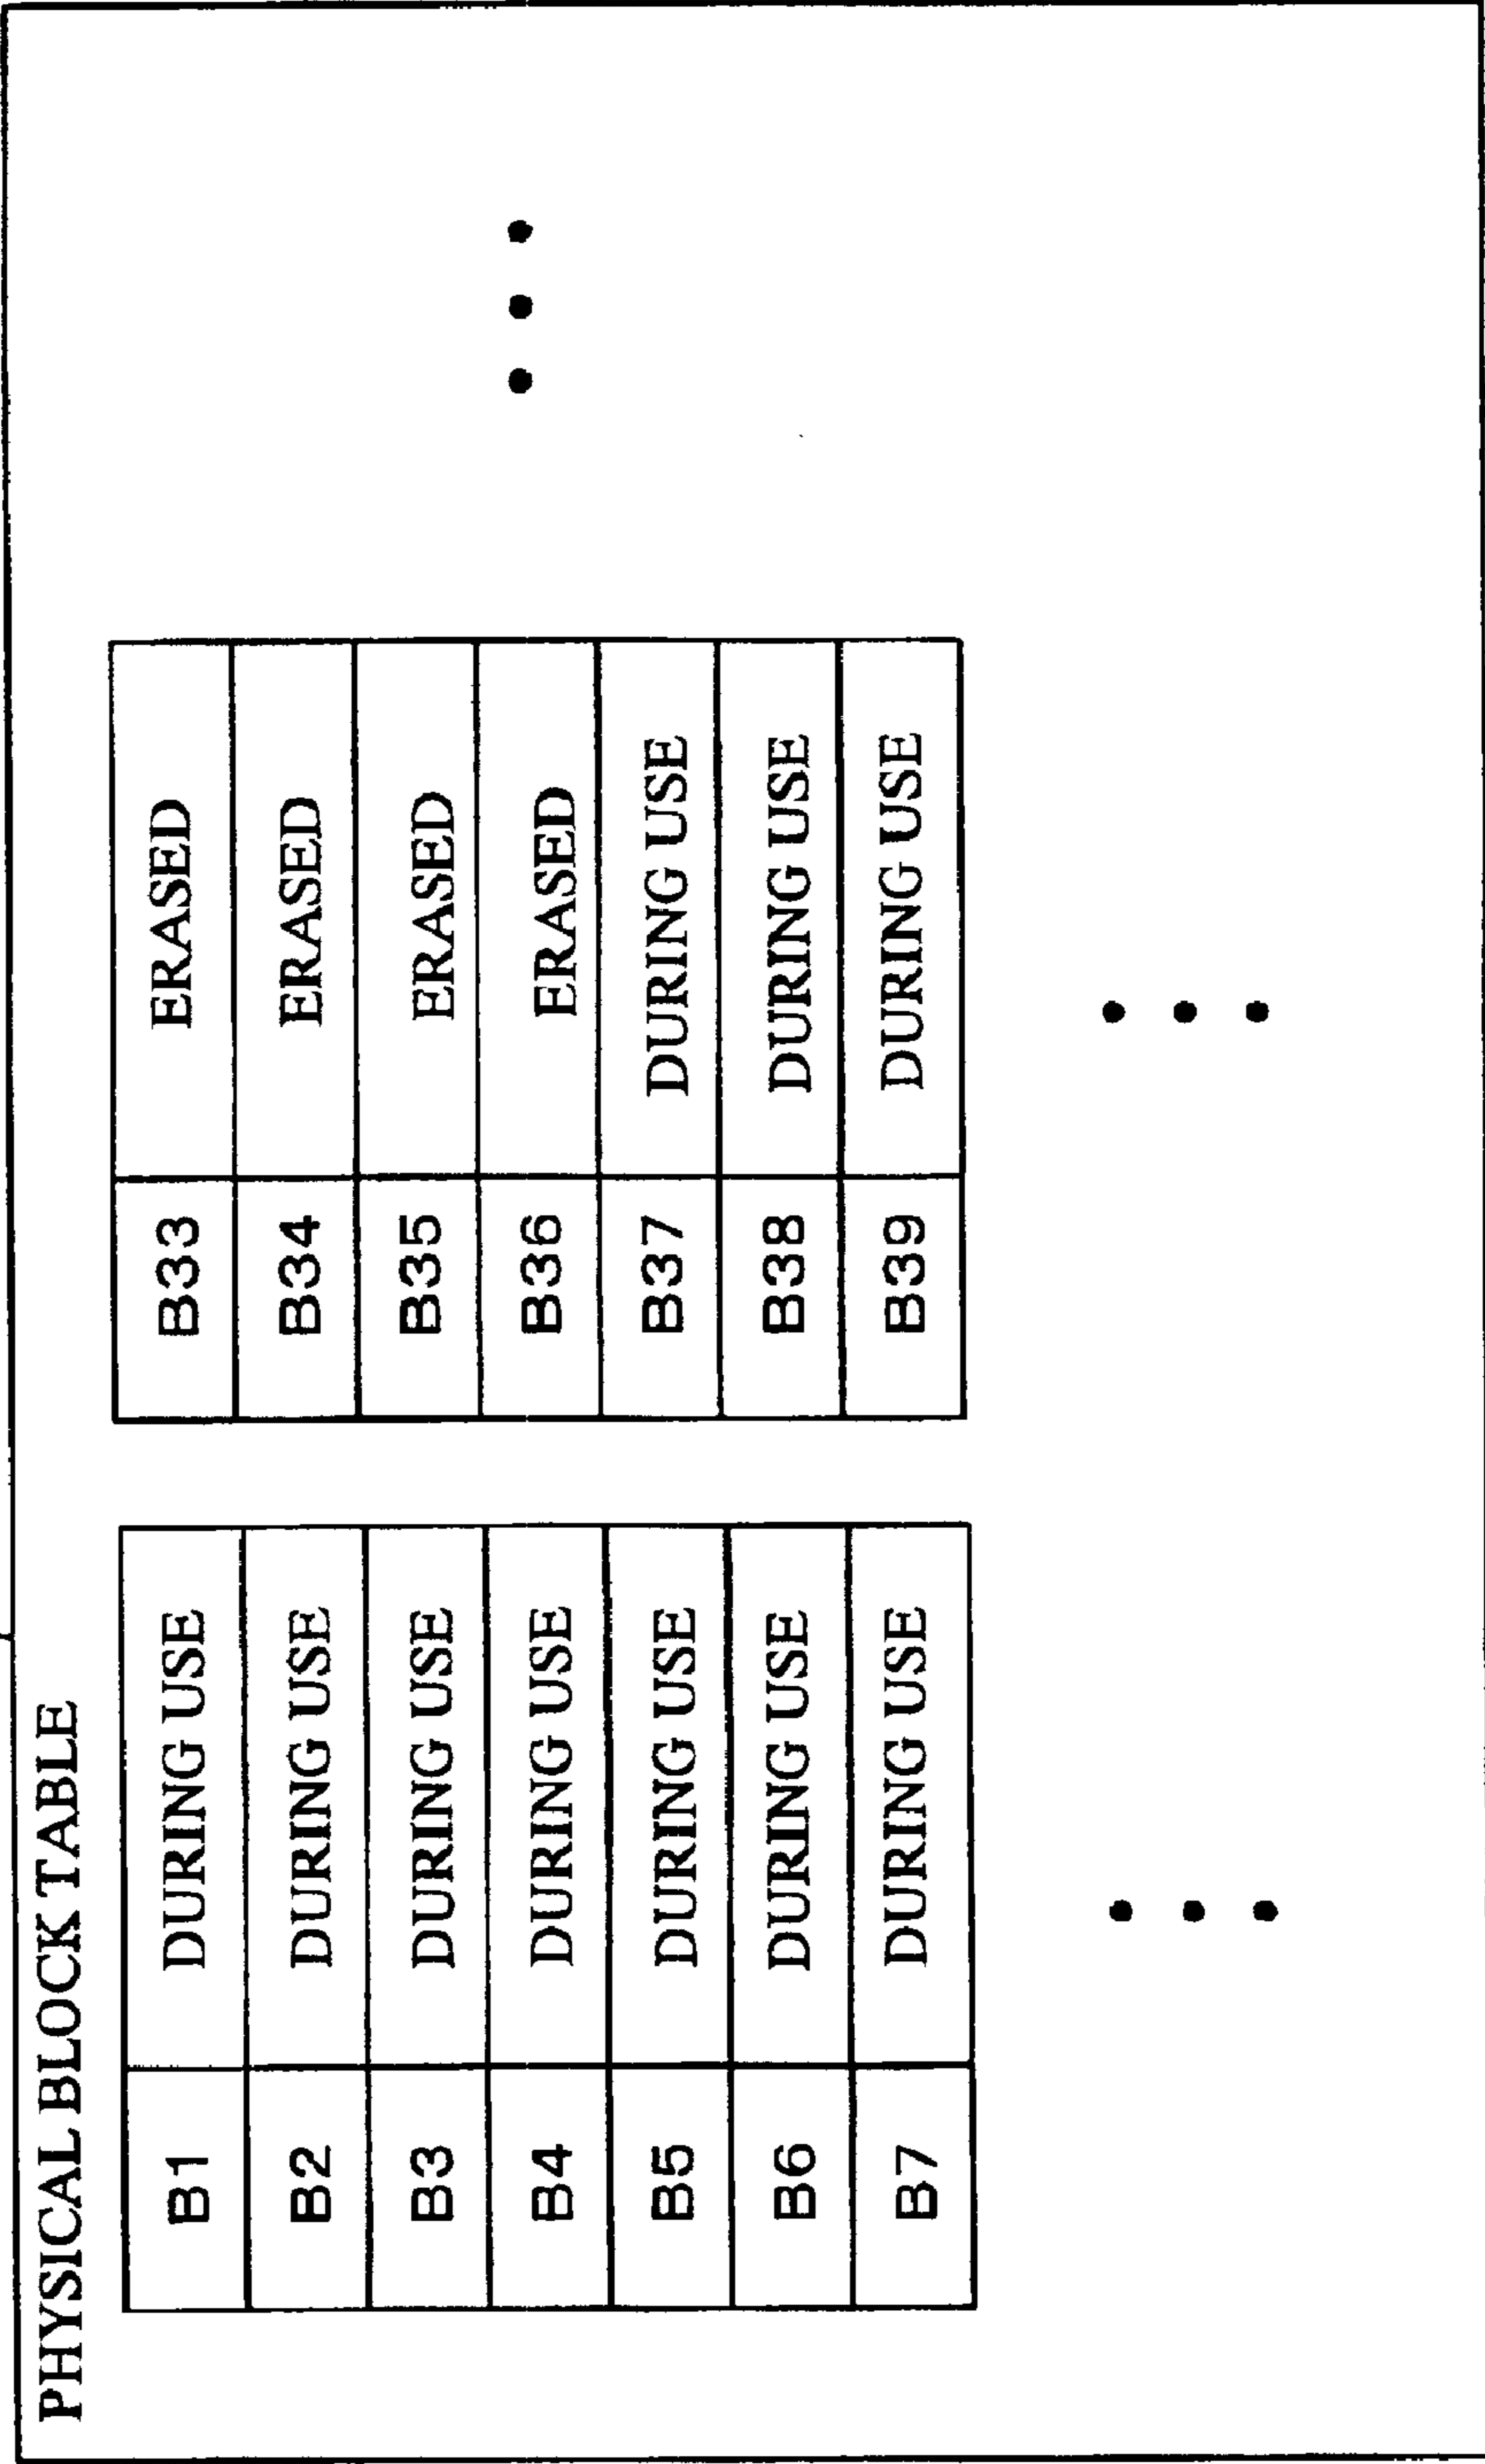 PHYSICAL BLOCK TABLE
B1 DURING USE
B2 DURING USE
B3 DURING USE
B4 DURING USE
B5 DURING USE
B6 DURING USE
B7 DURING USE
B33 ERASED
B34 ERASED
B35 ERASED
B36 ERASED
B37 DURING USE
B38 DURING USE
B39 DURING USE